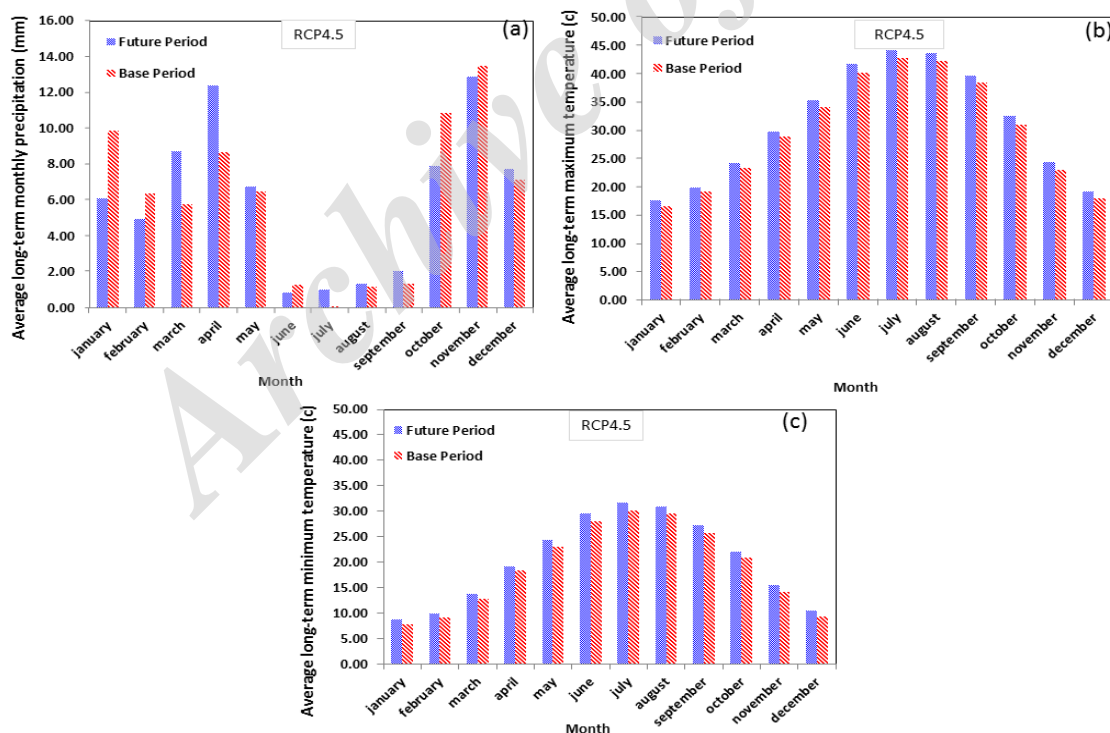 (a)
RCP4.5
Future Period
Base Period
Average long-term monthly precipitation (mm)
16.00
14.00
12.00
10.00
8.00
6.00
4.00
2.00
0.00
january
february
march
april
may
june
july
august
september
october
november
december
Month
(b)
RCP4.5
Future Period
Base Period
Average long-term maximum temperature (c)
50.00
45.00
40.00
35.00
30.00
25.00
20.00
15.00
10.00
5.00
0.00
january
february
march
april
may
june
july
august
september
october
november
december
Month
(c)
RCP4.5
Future Period
Base Period
Average long-term minimum temperature (c)
50.00
45.00
40.00
35.00
30.00
25.00
20.00
15.00
10.00
5.00
0.00
january
february
march
april
may
june
july
august
september
october
november
december
Month
Archive of